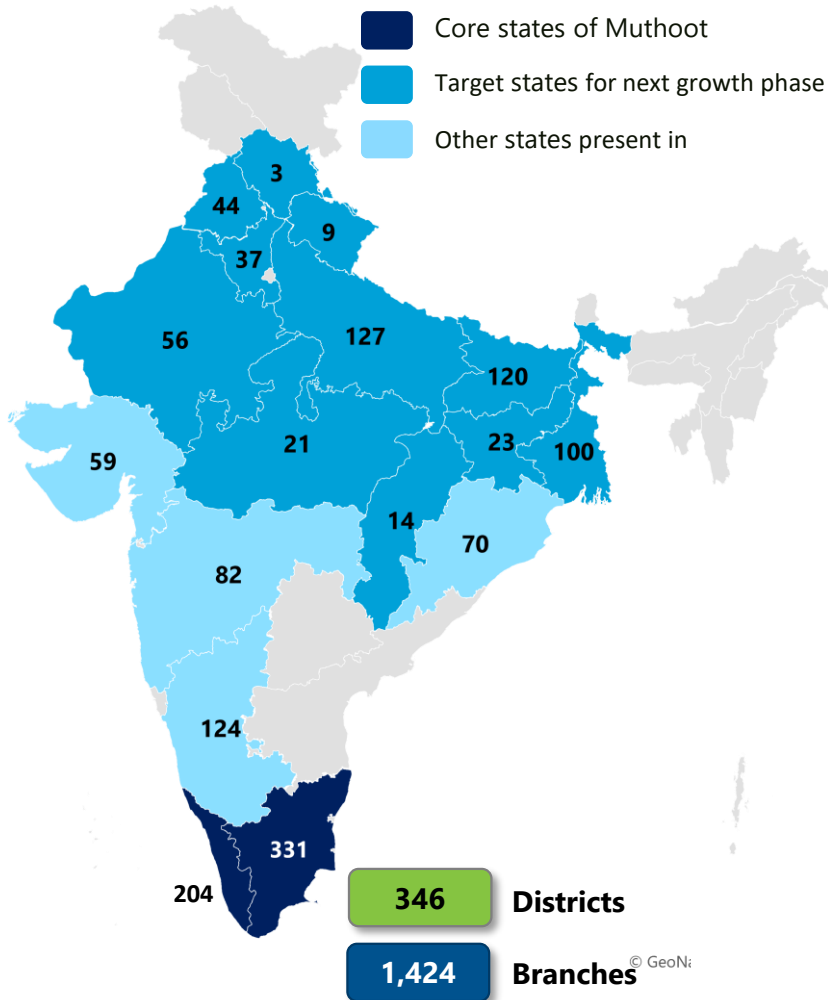 Core states of Muthoot
Target states for next growth phase
Other states present in
3
44
9
37
56
127
120
21
23
100
59
14
70
82
124
331
204
346 Districts
1,424 Branches
© GeoNa